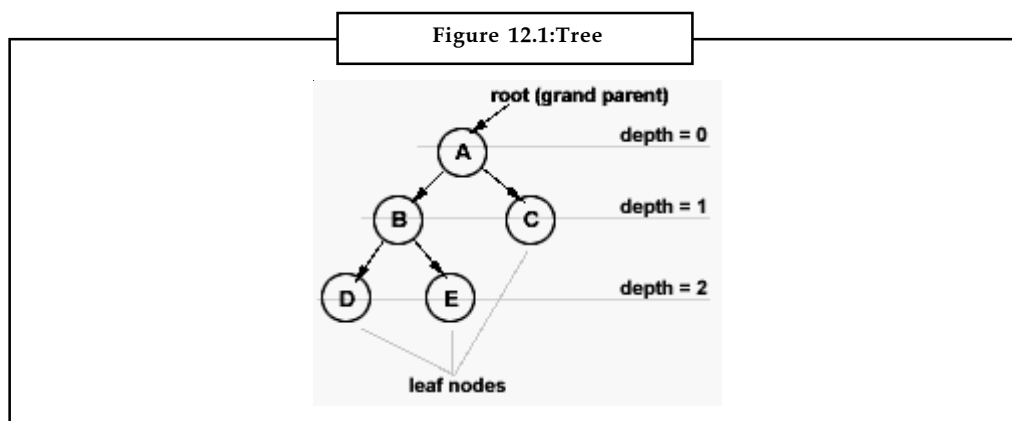 Figure 12.1:Tree
root (grand parent)
depth = 0
A
depth = 1
B C
depth = 2
D E
leaf nodes